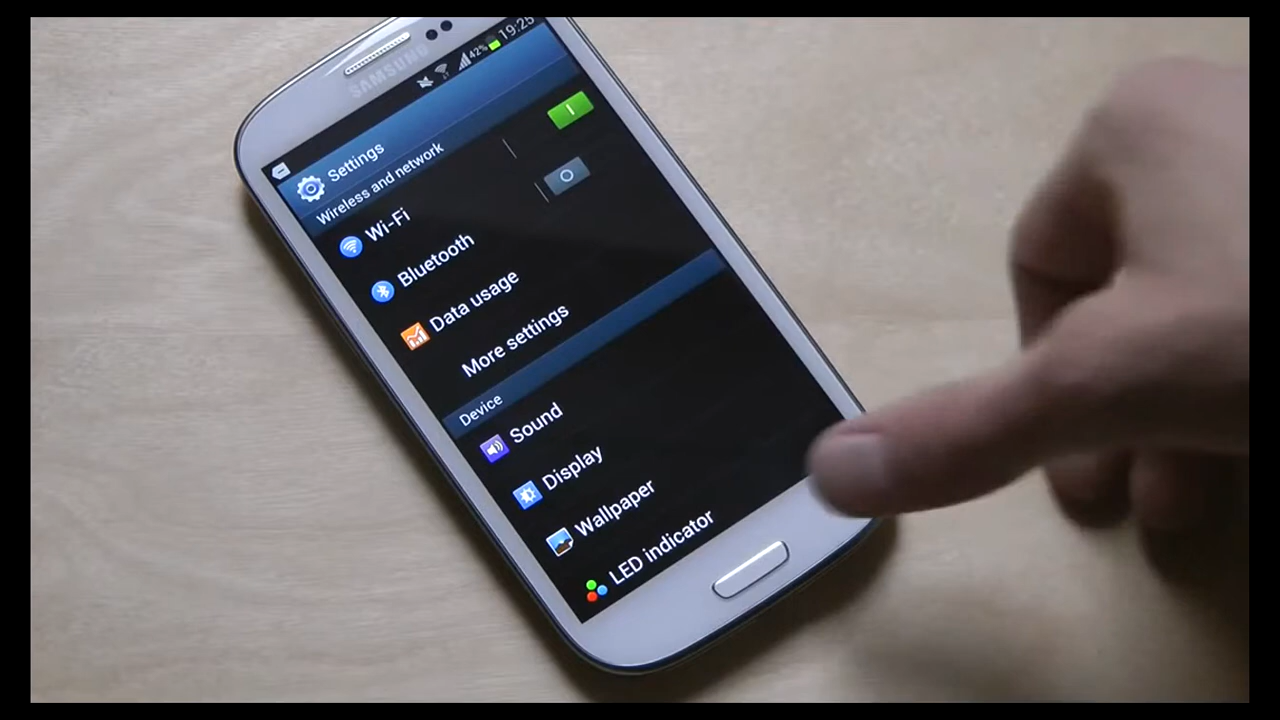 SAMSUNG
42% 19:25
Settings
Wireless and network
Wi-Fi
Bluetooth
Data usage
More settings
Device
Sound
Display
Wallpaper
LED indicator